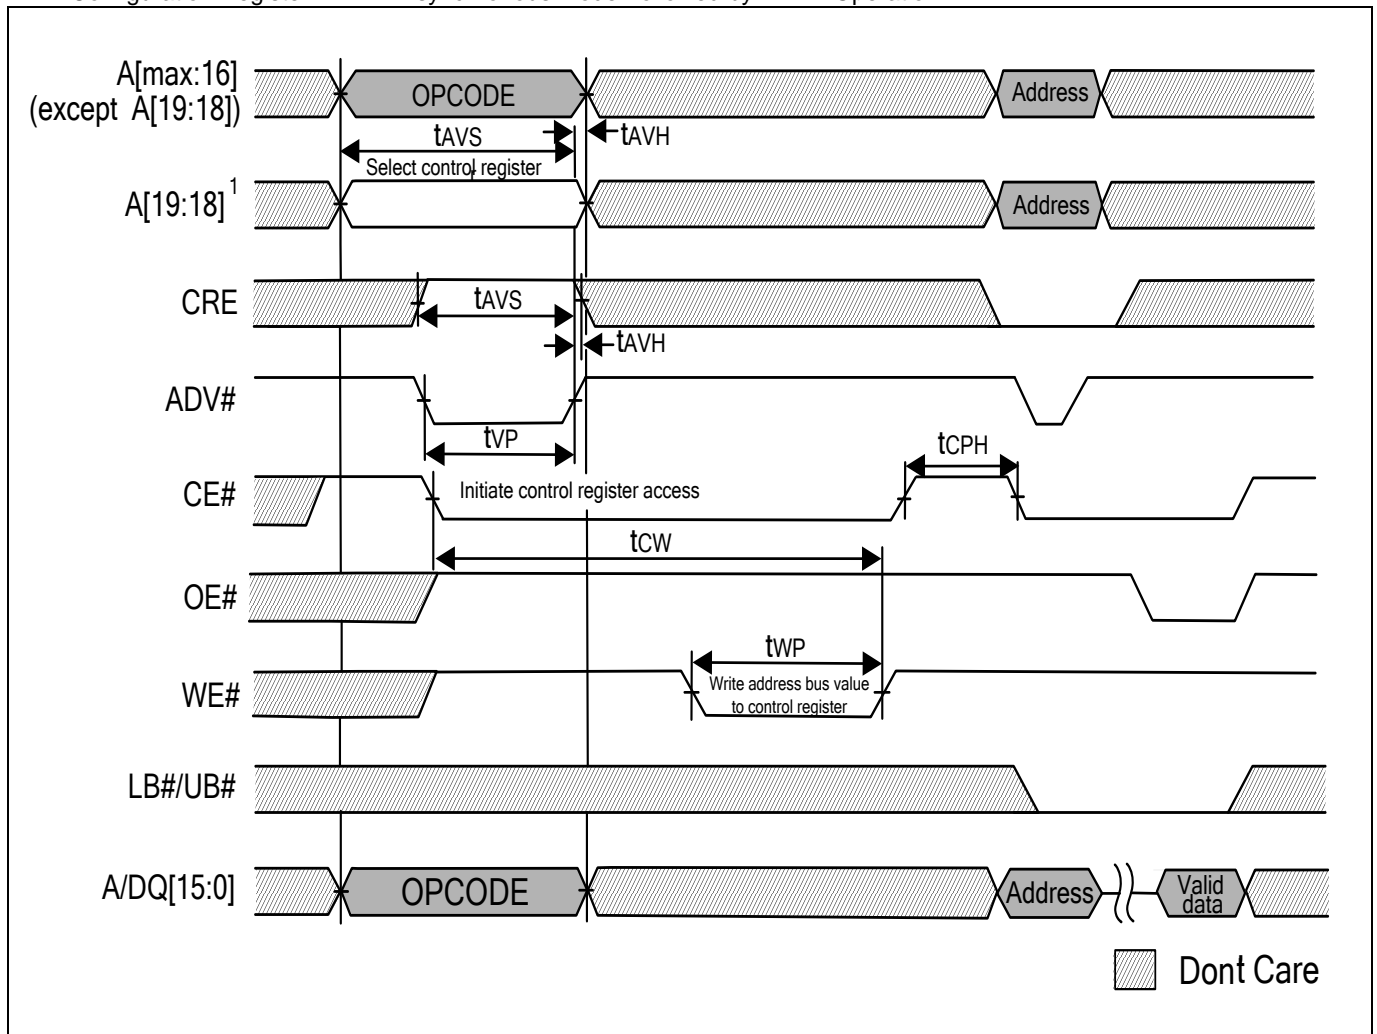 A[max:16]
(except A[19:18])
OPCODE
Address
tAVS
tAVH
Select control register
A[19:18]1
Address
CRE
tAVS
tAVH
ADV#
tVP
tCPH
CE#
Initiate control register access
tCW
OE#
tWP
WE#
Write address bus value
to control register
LB#/UB#
A/DQ[15:0]
OPCODE
Address
Valid
data
Dont Care